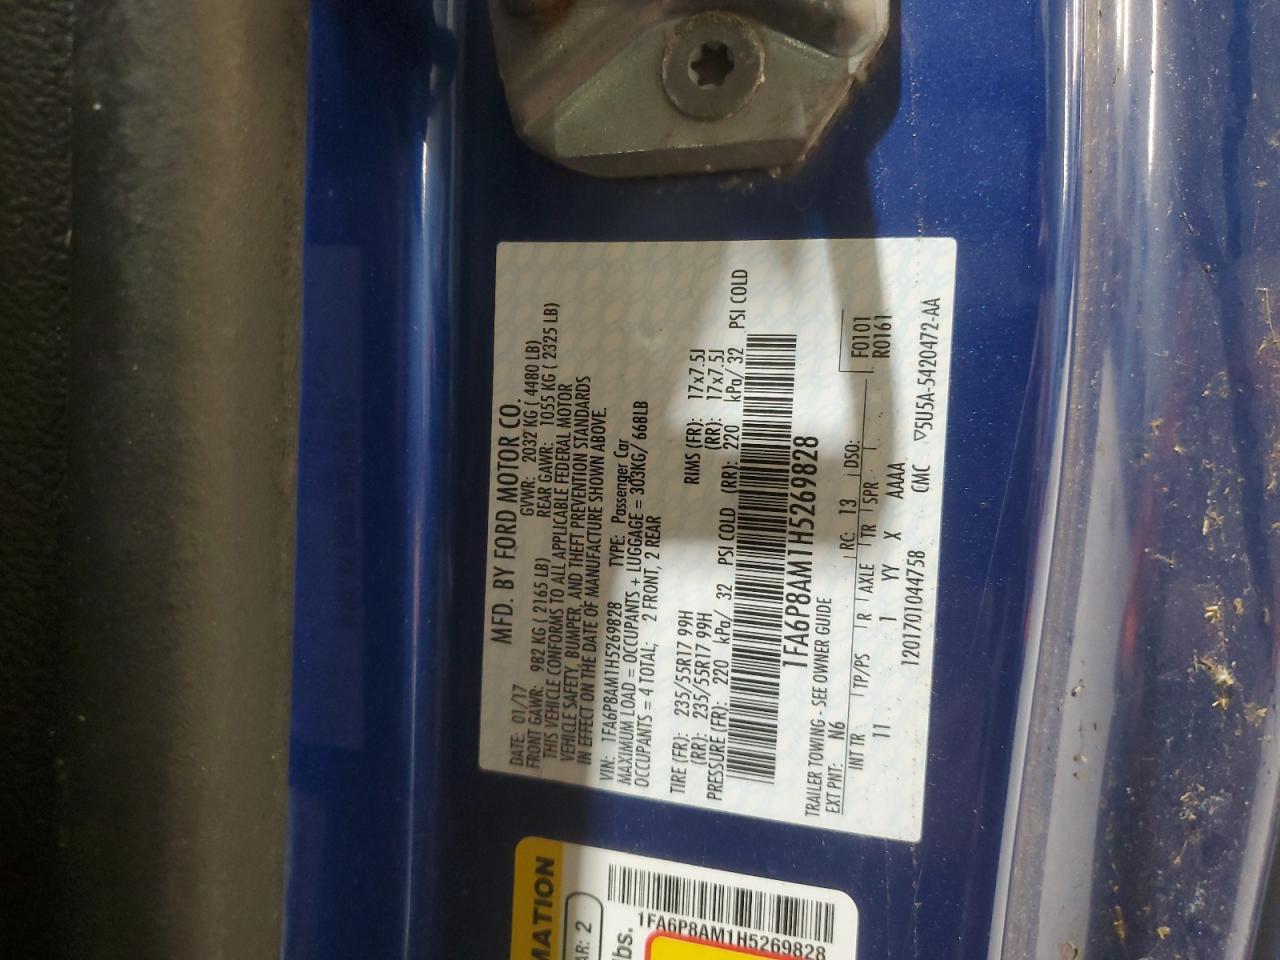 MFD. BY FORD MOTOR CO.
DATE: 01/17 GVWR: 2032 KG ( 4480 LB)
FRONT GAWR: 982 KG ( 2165 LB) REAR GAWR: 1055 KG ( 2325 LB)
THIS VEHICLE CONFORMS TO ALL APPLICABLE FEDERAL MOTOR
VEHICLE SAFETY, BUMPER, AND THEFT PREVENTION STANDARDS
IN EFFECT ON THE DATE OF MANUFACTURE SHOWN ABOVE.
VIN: 1FA6P8AM1H5269828 TYPE: Passenger Car
MAXIMUM LOAD = OCCUPANTS + LUGGAGE = 303KG/ 668LB
OCCUPANTS = 4 TOTAL; 2 FRONT, 2 REAR
TIRE (FR): 235/55R17 99H RIMS (FR): 17x7.5J
(RR): 235/55R17 99H (RR): 17x7.5J
PRESSURE (FR): 220 kPa/ 32 PSI COLD (RR): 220 kPa/ 32 PSI COLD
1FA6P8AM1H5269828
TRAILER TOWING - SEE OWNER GUIDE
EXT PNT: N6 RC: 13 DSO: F0101
INT TR TP/PS R AXLE TR SPR R0161
11 1 YY X AAAA
1201701044758 CMC ▽5U5A-5420472-AA
MATION
AR: 2
lbs.
1FA6P8AM1H5269828